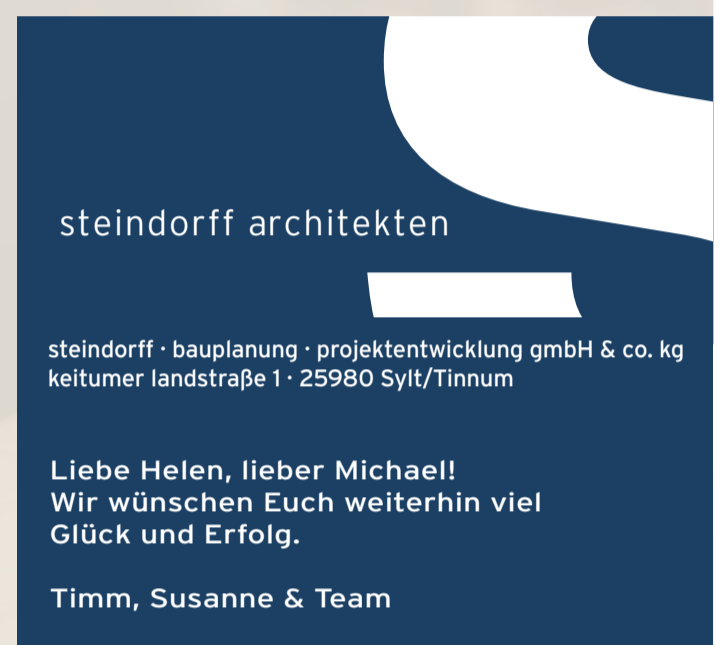 steindorff architekten
steindorff · bauplanung · projektentwicklung gmbH & co. kg
keitumer landstraße 1 · 25980 Sylt/Tinnum
Liebe Helen, lieber Michael!
Wir wünschen Euch weiterhin viel
Glück und Erfolg.
Timm, Susanne & Team